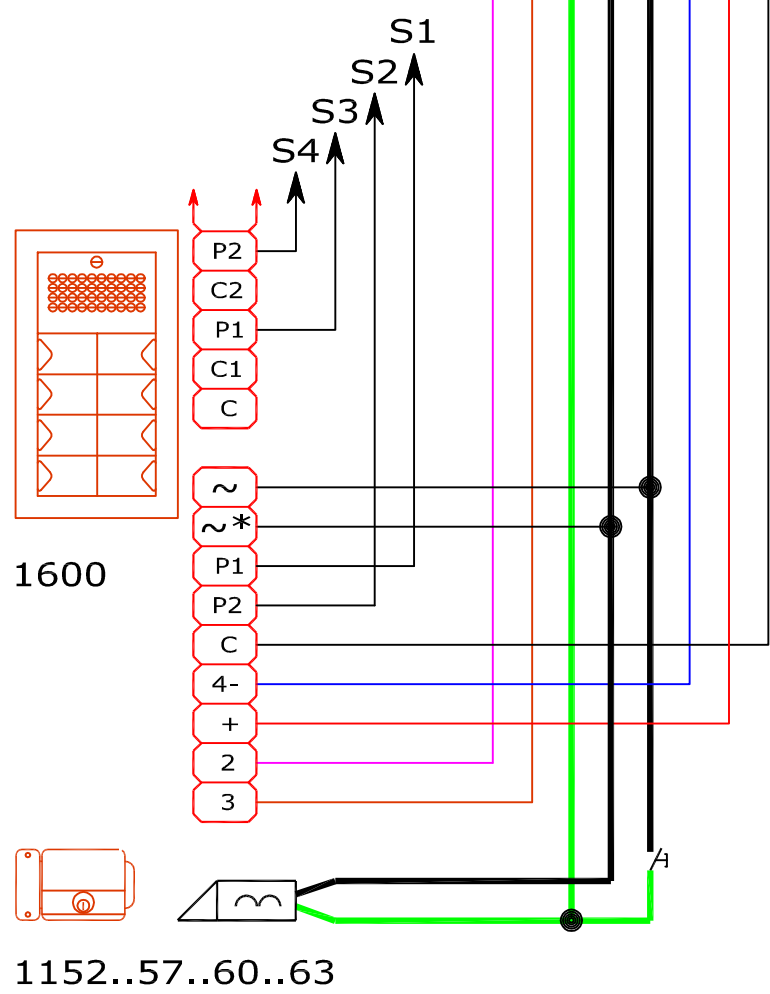 S1
S2
S3
S4
P2
C2
P1
C1
C
~
~*
P1
P2
C
4-
+
2
3
1600
1152..57..60..63